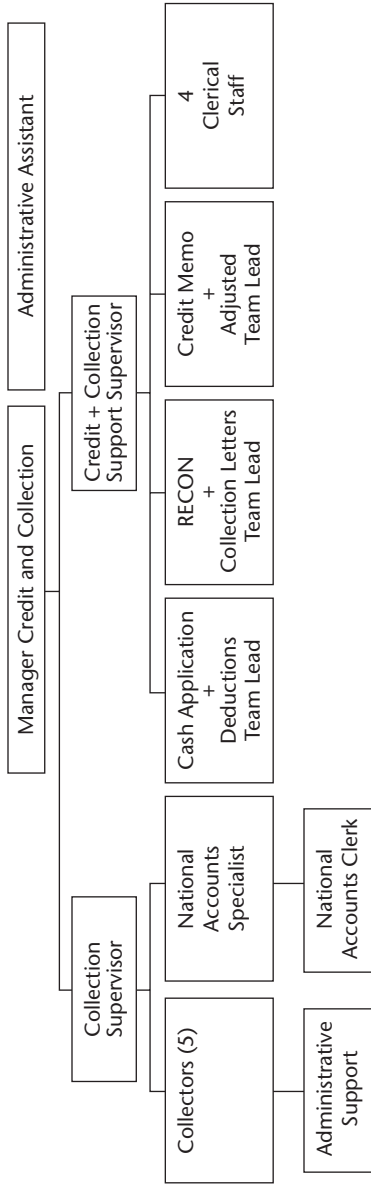 Manager Credit and Collection
Administrative Assistant
Collection
Supervisor
Credit + Collection
Support Supervisor
Collectors (5)
National
Accounts
Specialist
Cash Application
+
Deductions
Team Lead
RECON
+
Collection Letters
Team Lead
Credit Memo
+
Adjusted
Team Lead
4
Clerical
Staff
Administrative
Support
National
Accounts Clerk